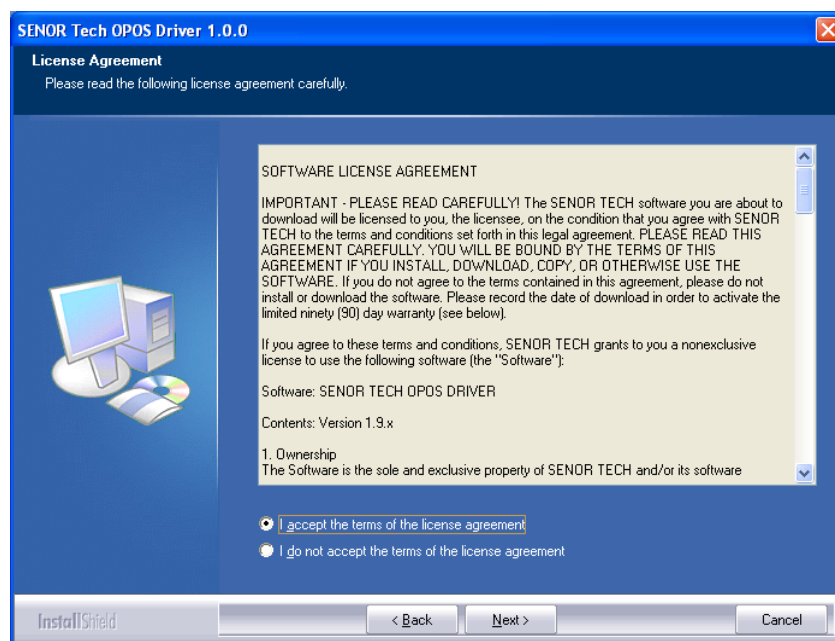 SENOR Tech OPOS Driver 1.0.0
License Agreement
Please read the following license agreement carefully.
SOFTWARE LICENSE AGREEMENT
IMPORTANT - PLEASE READ CAREFULLY! The SENOR TECH software you are about to
download will be licensed to you, the licensee, on the condition that you agree with SENOR
TECH to the terms and conditions set forth in this legal agreement. PLEASE READ THIS
AGREEMENT CAREFULLY. YOU WILL BE BOUND BY THE TERMS OF THIS
AGREEMENT IF YOU INSTALL, DOWNLOAD, COPY, OR OTHERWISE USE THE
SOFTWARE. If you do not agree to the terms contained in this agreement, please do not
install or download the software. Please record the date of download in order to activate the
limited ninety (90) day warranty (see below).
If you agree to these terms and conditions, SENOR TECH grants to you a nonexclusive
license to use the following software (the "Software"):
Software: SENOR TECH OPOS DRIVER
Contents: Version 1.9.x
1. Ownership
The Software is the sole and exclusive property of SENOR TECH and/or its software
I accept the terms of the license agreement
I do not accept the terms of the license agreement
InstallShield
< Back
Next >
Cancel